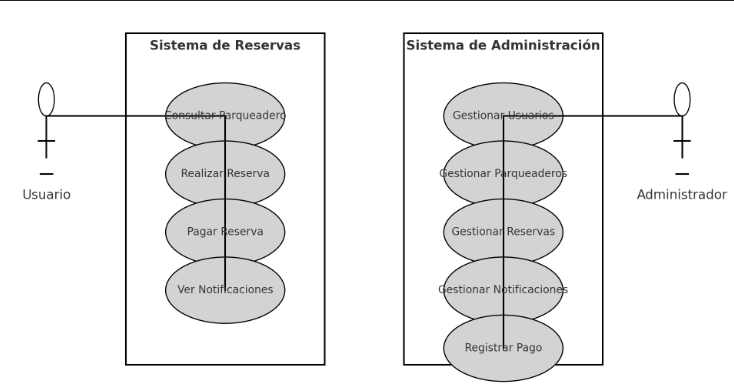 Sistema de Reservas
Consultar Parqueadero
Realizar Reserva
Pagar Reserva
Ver Notificaciones
Usuario
Sistema de Administración
Gestionar Usuarios
Gestionar Parqueaderos
Gestionar Reservas
Gestionar Notificaciones
Registrar Pago
Administrador